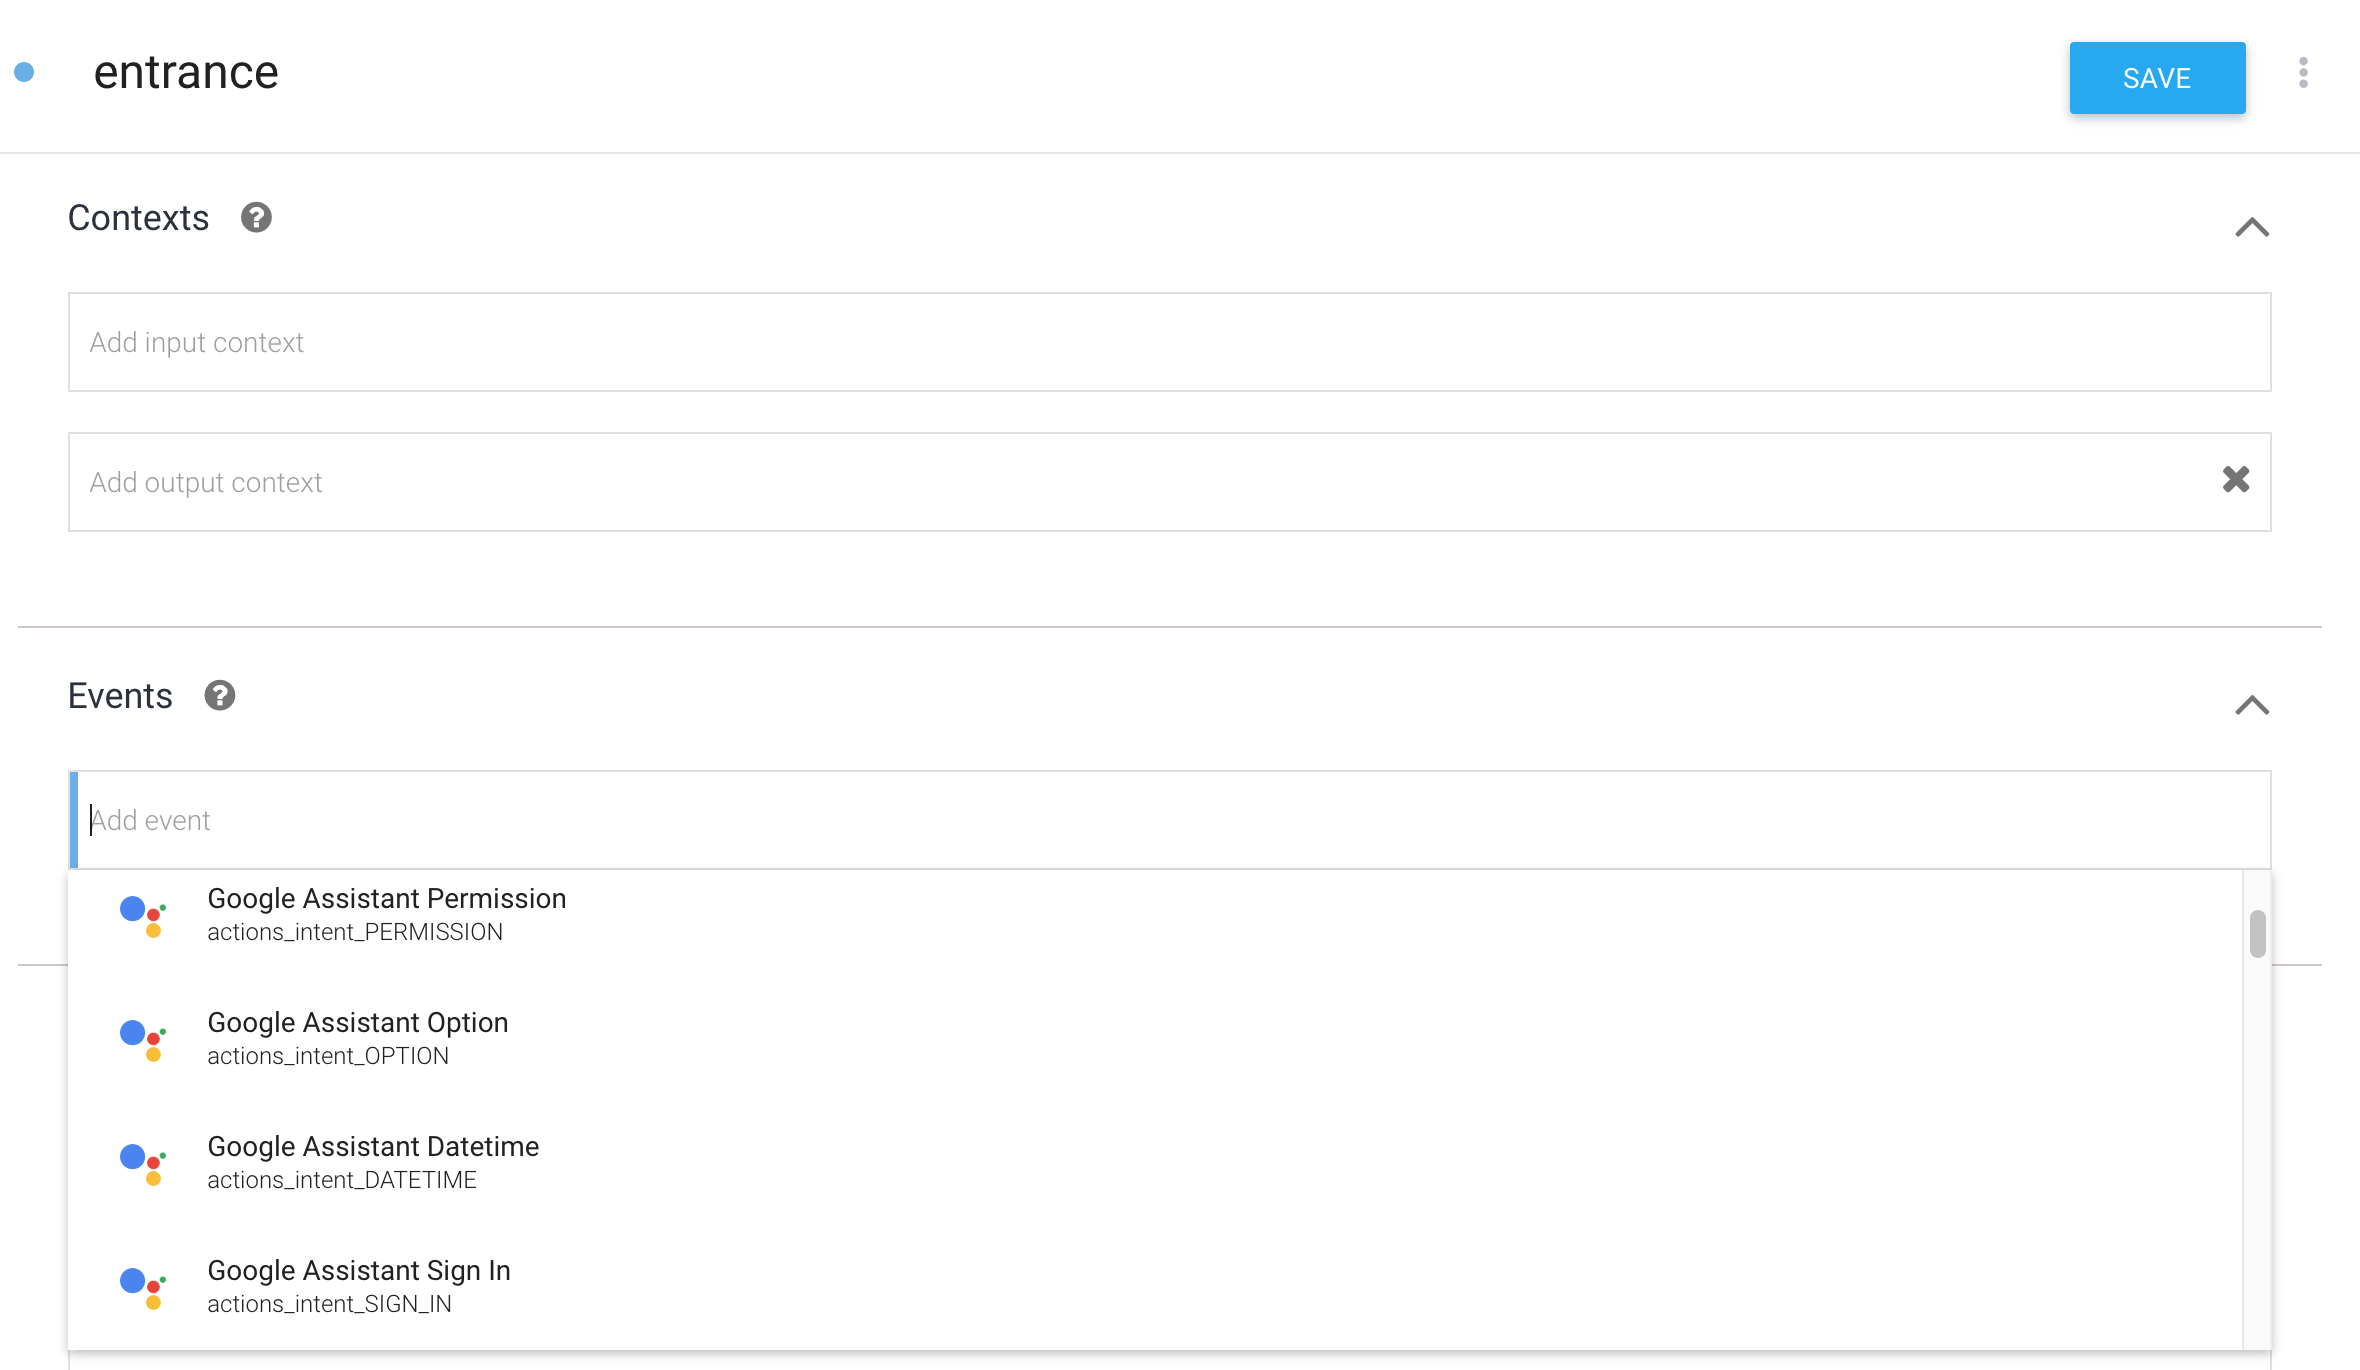 entrance
SAVE
Contexts
Add input context
Add output context
Events
Add event
Google Assistant Permission
actions_intent_PERMISSION
Google Assistant Option
actions_intent_OPTION
Google Assistant Datetime
actions_intent_DATETIME
Google Assistant Sign In
actions_intent_SIGN_IN